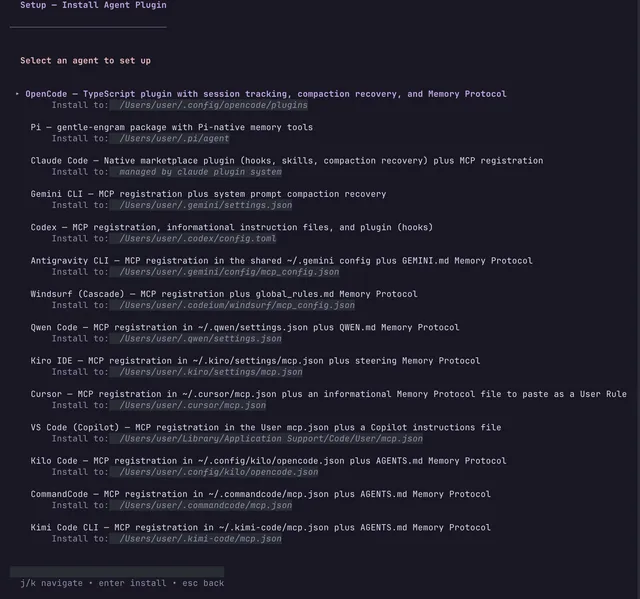 Setup — Install Agent Plugin
Select an agent to set up
▸ OpenCode — TypeScript plugin with session tracking, compaction recovery, and Memory Protocol
Install to: /Users/user/.config/opencode/plugins
Pi — gentle-engram package with Pi-native memory tools
Install to: /Users/user/.pi/agent
Claude Code — Native marketplace plugin (hooks, skills, compaction recovery) plus MCP registration
Install to: managed by claude plugin system
Gemini CLI — MCP registration plus system prompt compaction recovery
Install to: /Users/user/.gemini/settings.json
Codex — MCP registration, informational instruction files, and plugin (hooks)
Install to: /Users/user/.codex/config.toml
Antigravity CLI — MCP registration in the shared ~/.gemini config plus GEMINI.md Memory Protocol
Install to: /Users/user/.gemini/config/mcp_config.json
Windsurf (Cascade) — MCP registration plus global_rules.md Memory Protocol
Install to: /Users/user/.codeium/windsurf/mcp_config.json
Qwen Code — MCP registration in ~/.qwen/settings.json plus QWEN.md Memory Protocol
Install to: /Users/user/.qwen/settings.json
Kiro IDE — MCP registration in ~/.kiro/settings/mcp.json plus steering Memory Protocol
Install to: /Users/user/.kiro/settings/mcp.json
Cursor — MCP registration in ~/.cursor/mcp.json plus an informational Memory Protocol file to paste as a User Rule
Install to: /Users/user/.cursor/mcp.json
VS Code (Copilot) — MCP registration in the User mcp.json plus a Copilot instructions file
Install to: /Users/user/Library/Application Support/Code/User/mcp.json
Kilo Code — MCP registration in ~/.config/kilo/opencode.json plus AGENTS.md Memory Protocol
Install to: /Users/user/.config/kilo/opencode.json
CommandCode — MCP registration in ~/.commandcode/mcp.json plus AGENTS.md Memory Protocol
Install to: /Users/user/.commandcode/mcp.json
Kimi Code CLI — MCP registration in ~/.kimi-code/mcp.json plus AGENTS.md Memory Protocol
Install to: /Users/user/.kimi-code/mcp.json
j/k navigate • enter install • esc back